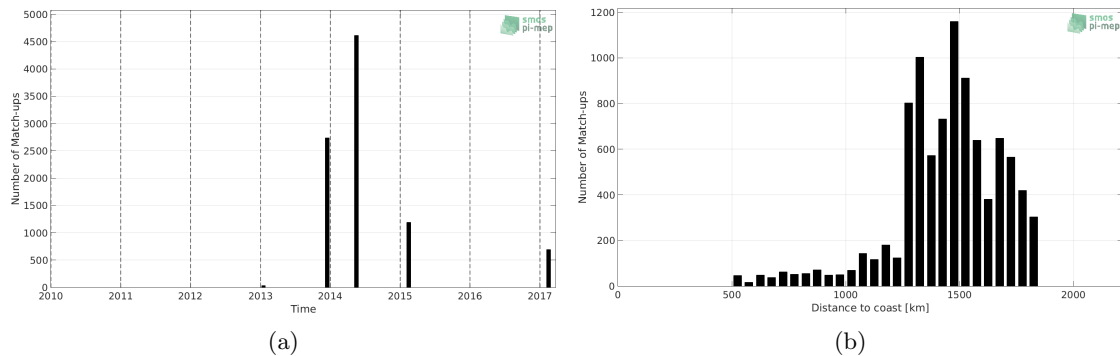 5000
4500
4000
3500
3000
2500
2000
1500
1000
500
0
Number of Match-ups
2010 2011 2012 2013 2014 2015 2016 2017
Time
smos
pi-mep
(a)
1200
1000
800
600
400
200
0
Number of Match-ups
0 500 1000 1500 2000
Distance to coast [km]
smos
pi-mep
(b)